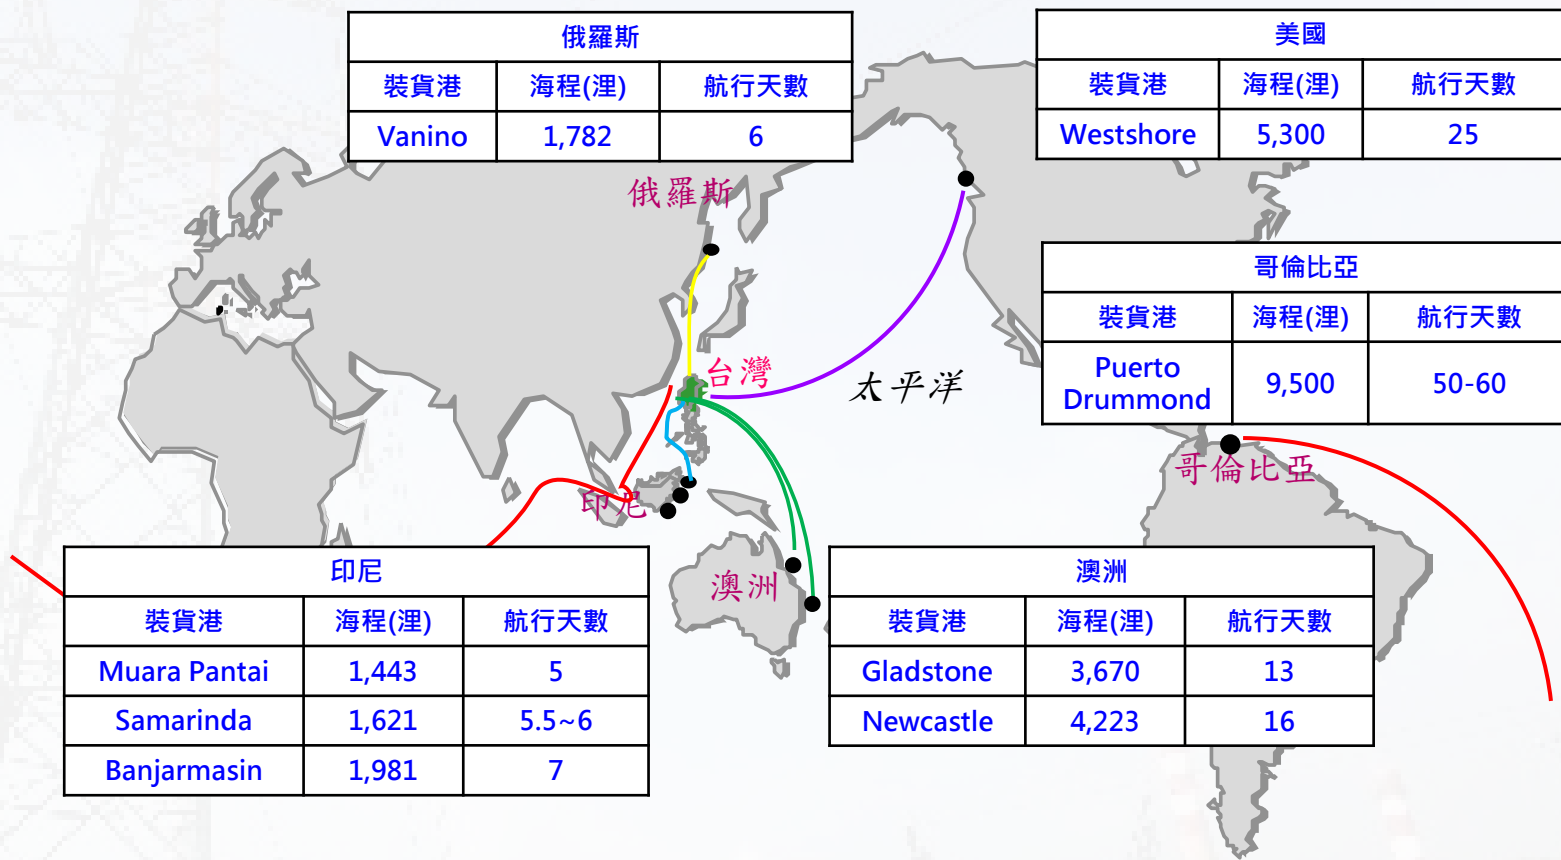 俄羅斯
裝貨港 海程(浬) 航行天數
Vanino 1,782 6
美國
裝貨港 海程(浬) 航行天數
Westshore 5,300 25
俄羅斯
哥倫比亞
裝貨港 海程(浬) 航行天數
Puerto
Drummond 9,500 50-60
台灣
太平洋
哥倫比亞
印尼
澳洲
印尼
裝貨港 海程(浬) 航行天數
Muara Pantai 1,443 5
Samarinda 1,621 5.5~6
Banjarmasin 1,981 7
澳洲
裝貨港 海程(浬) 航行天數
Gladstone 3,670 13
Newcastle 4,223 16